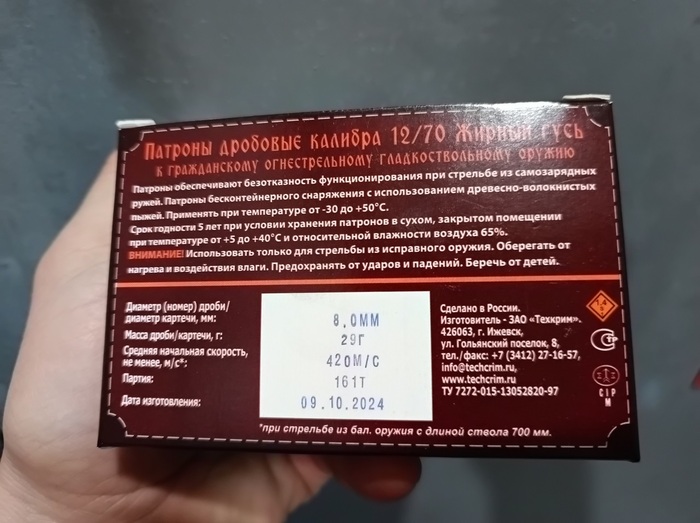 Патроны дробовые калибра 12/70 Жирный гусь
к гражданскому огнестрельному гладкоствольному оружию
Патроны обеспечивают безотказность функционирования при стрельбе из самозарядных
ружей. Патроны бесконтейнерного снаряжения с использованием древесно-волокнистых
пыжей. Применять при температуре от -30 до +50°С.
Срок годности 5 лет при условии хранения патронов в сухом, закрытом помещении
при температуре от +5 до +40°С и относительной влажности воздуха 65%.
ВНИМАНИЕ! Использовать только для стрельбы из исправного оружия. Оберегать от
нагрева и воздействия влаги. Предохранять от ударов и падений. Беречь от детей.
Диаметр (номер) дроби/
диаметр картечи, мм:
8,0ММ
Масса дроби/картечи, г:
29Г
Средняя начальная скорость,
не менее, м/с*:
420М/С
Партия:
161Т
Дата изготовления:
09.10.2024
Сделано в России.
Изготовитель - ЗАО «Техкрим».
426063, г. Ижевск,
ул. Гольянский поселок, 8,
тел./факс: +7 (3412) 27-16-57,
info@techcrim.ru
www.techcrim.ru
ТУ 7272-015-13052820-97
1,4
C I P
M
*при стрельбе из бал. оружия с длиной ствола 700 мм.